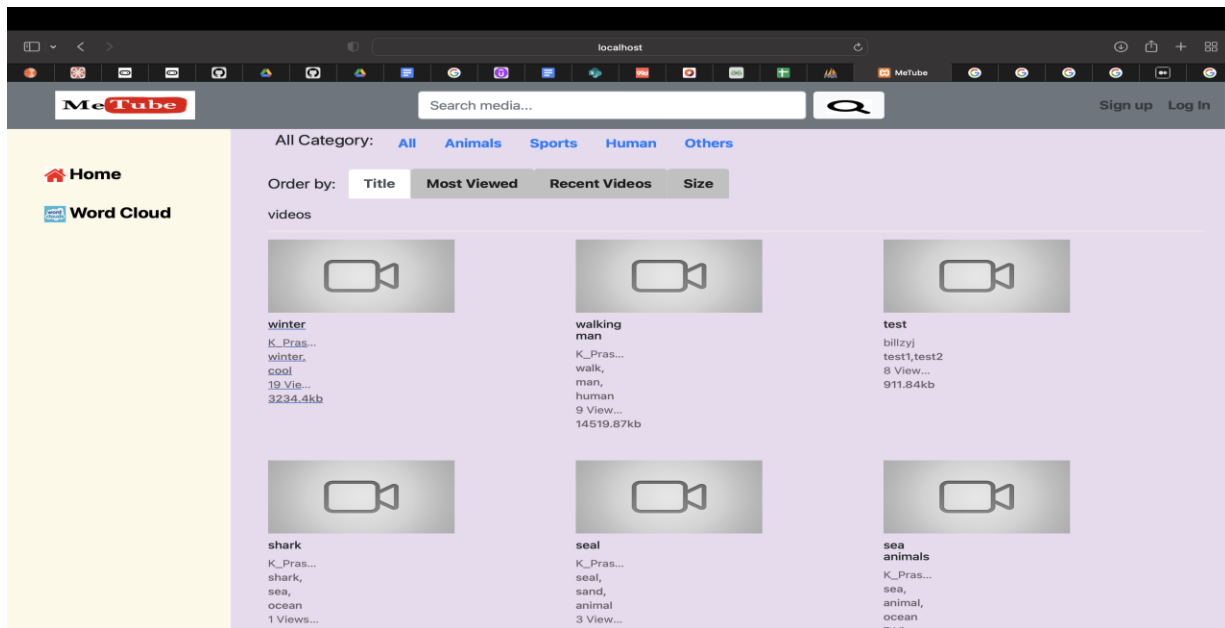 localhost
MeTube
MeTube
Search media...
Sign up Log In
All Category: All Animals Sports Human Others
Home
Order by: Title Most Viewed Recent Videos Size
Word Cloud
videos
winter
K_Pras...
winter,
cool
19 Vie...
3234.4kb
walking
man
K_Pras...
walk,
man,
human
9 View...
14519.87kb
test
billzyj
test1,test2
8 View...
911.84kb
shark
K_Pras...
shark,
sea,
ocean
1 Views...
seal
K_Pras...
seal,
sand,
animal
3 View...
sea
animals
K_Pras...
sea,
animal,
ocean